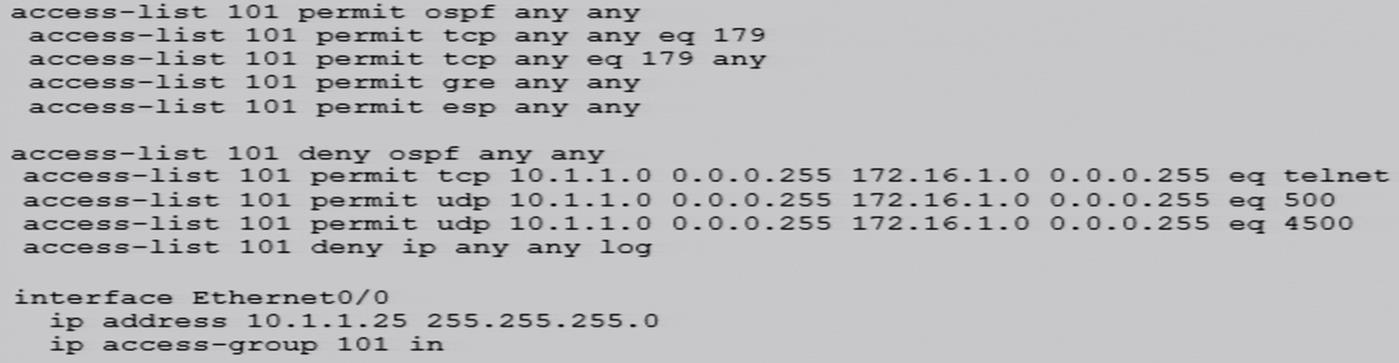 access-list 101 permit ospf any any
access-list 101 permit tcp any any eq 179
access-list 101 permit tcp any eq 179 any
access-list 101 permit gre any any
access-list 101 permit esp any any
access-list 101 deny ospf any any
access-list 101 permit tcp 10.1.1.0 0.0.0.255 172.16.1.0 0.0.0.255 eq telnet
access-list 101 permit udp 10.1.1.0 0.0.0.255 172.16.1.0 0.0.0.255 eq 500
access-list 101 permit udp 10.1.1.0 0.0.0.255 172.16.1.0 0.0.0.255 eq 4500
access-list 101 deny ip any any log
interface Ethernet0/0
ip address 10.1.1.25 255.255.255.0
ip access-group 101 in